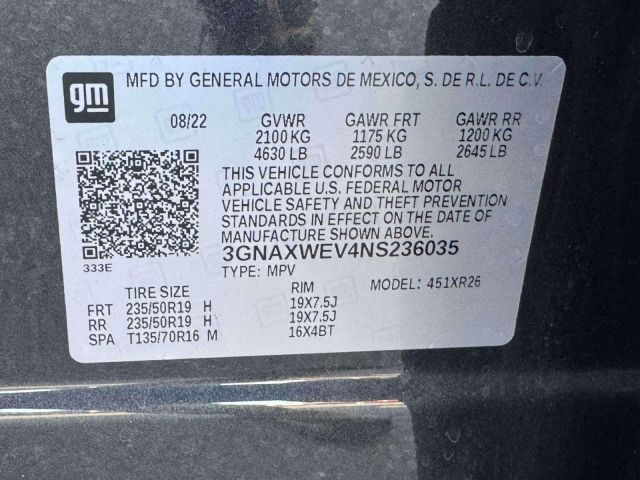 gm MFD BY GENERAL MOTORS DE MEXICO, S. DE R.L. DE C.V.
08/22 GVWR GAWR FRT GAWR RR
2100 KG 1175 KG 1200 KG
4630 LB 2590 LB 2645 LB
THIS VEHICLE CONFORMS TO ALL
APPLICABLE U.S. FEDERAL MOTOR
VEHICLE SAFETY AND THEFT PREVENTION
STANDARDS IN EFFECT ON THE DATE OF
MANUFACTURE SHOWN ABOVE.
333E 3GNAXWEV4NS236035
TYPE: MPV MODEL: 451XR26
TIRE SIZE RIM
FRT 235/50R19 H 19X7.5J
RR 235/50R19 H 19X7.5J
SPA T135/70R16 M 16X4BT